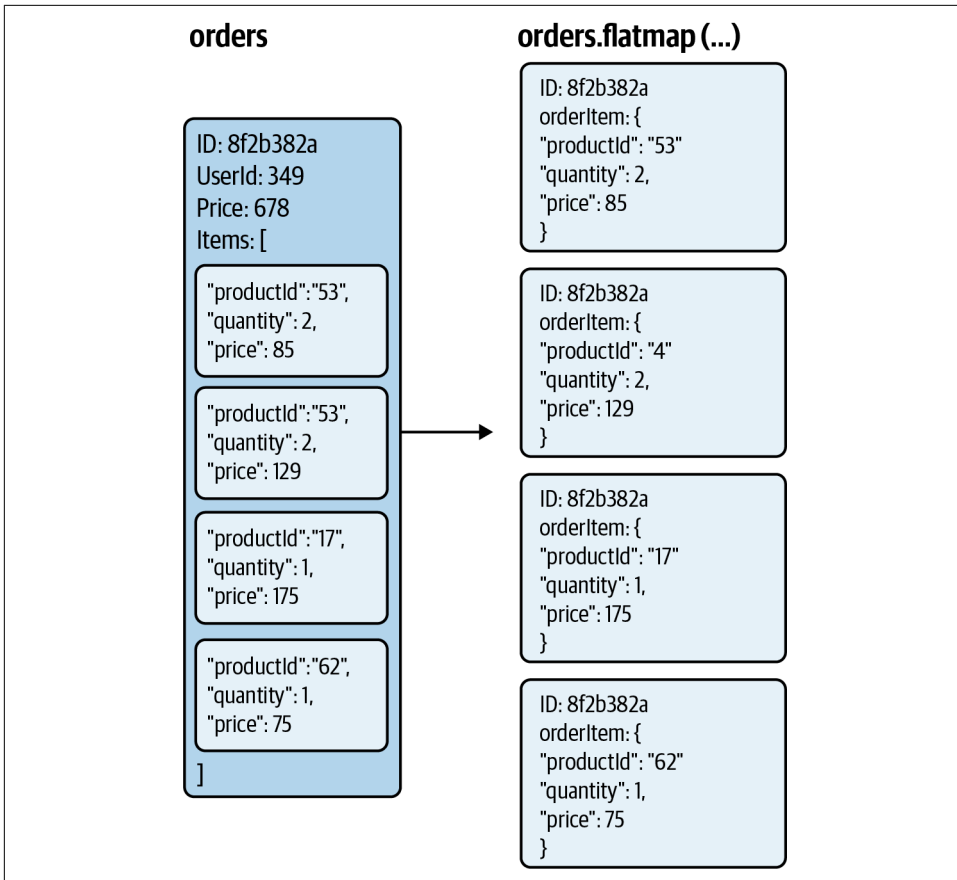 orders
ID: 8f2b382a
UserId: 349
Price: 678
Items: [
"productId":"53",
"quantity": 2,
"price": 85
"productId":"53",
"quantity": 2,
"price": 129
"productId":"17",
"quantity": 1,
"price": 175
"productId":"62",
"quantity": 1,
"price": 75
]
orders.flatmap (...)
ID: 8f2b382a
orderItem: {
"productId": "53"
"quantity": 2,
"price": 85
}
ID: 8f2b382a
orderItem: {
"productId": "4"
"quantity": 2,
"price": 129
}
ID: 8f2b382a
orderItem: {
"productId": "17"
"quantity": 1,
"price": 175
}
ID: 8f2b382a
orderItem: {
"productId": "62"
"quantity": 1,
"price": 75
}